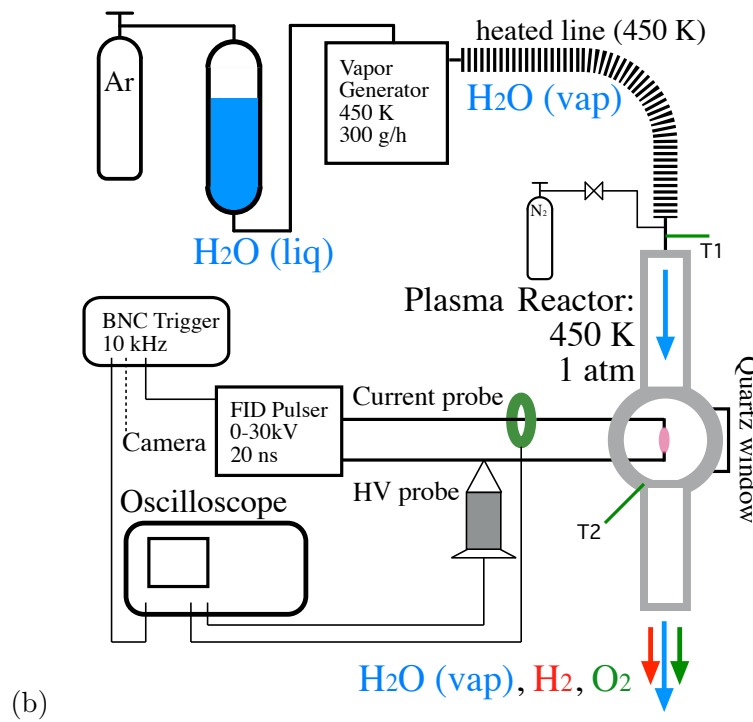 heated line (450 K)
Ar
Vapor
Generator
450 K
300 g/h
H2O (vap)
N2
H2O (liq)
T1
Plasma Reactor:
450 K
1 atm
BNC Trigger
10 kHz
Quartz window
Current probe
FID Pulser
0-30kV
20 ns
Camera
HV probe
Oscilloscope
T2
H2O (vap), H2, O2
(b)